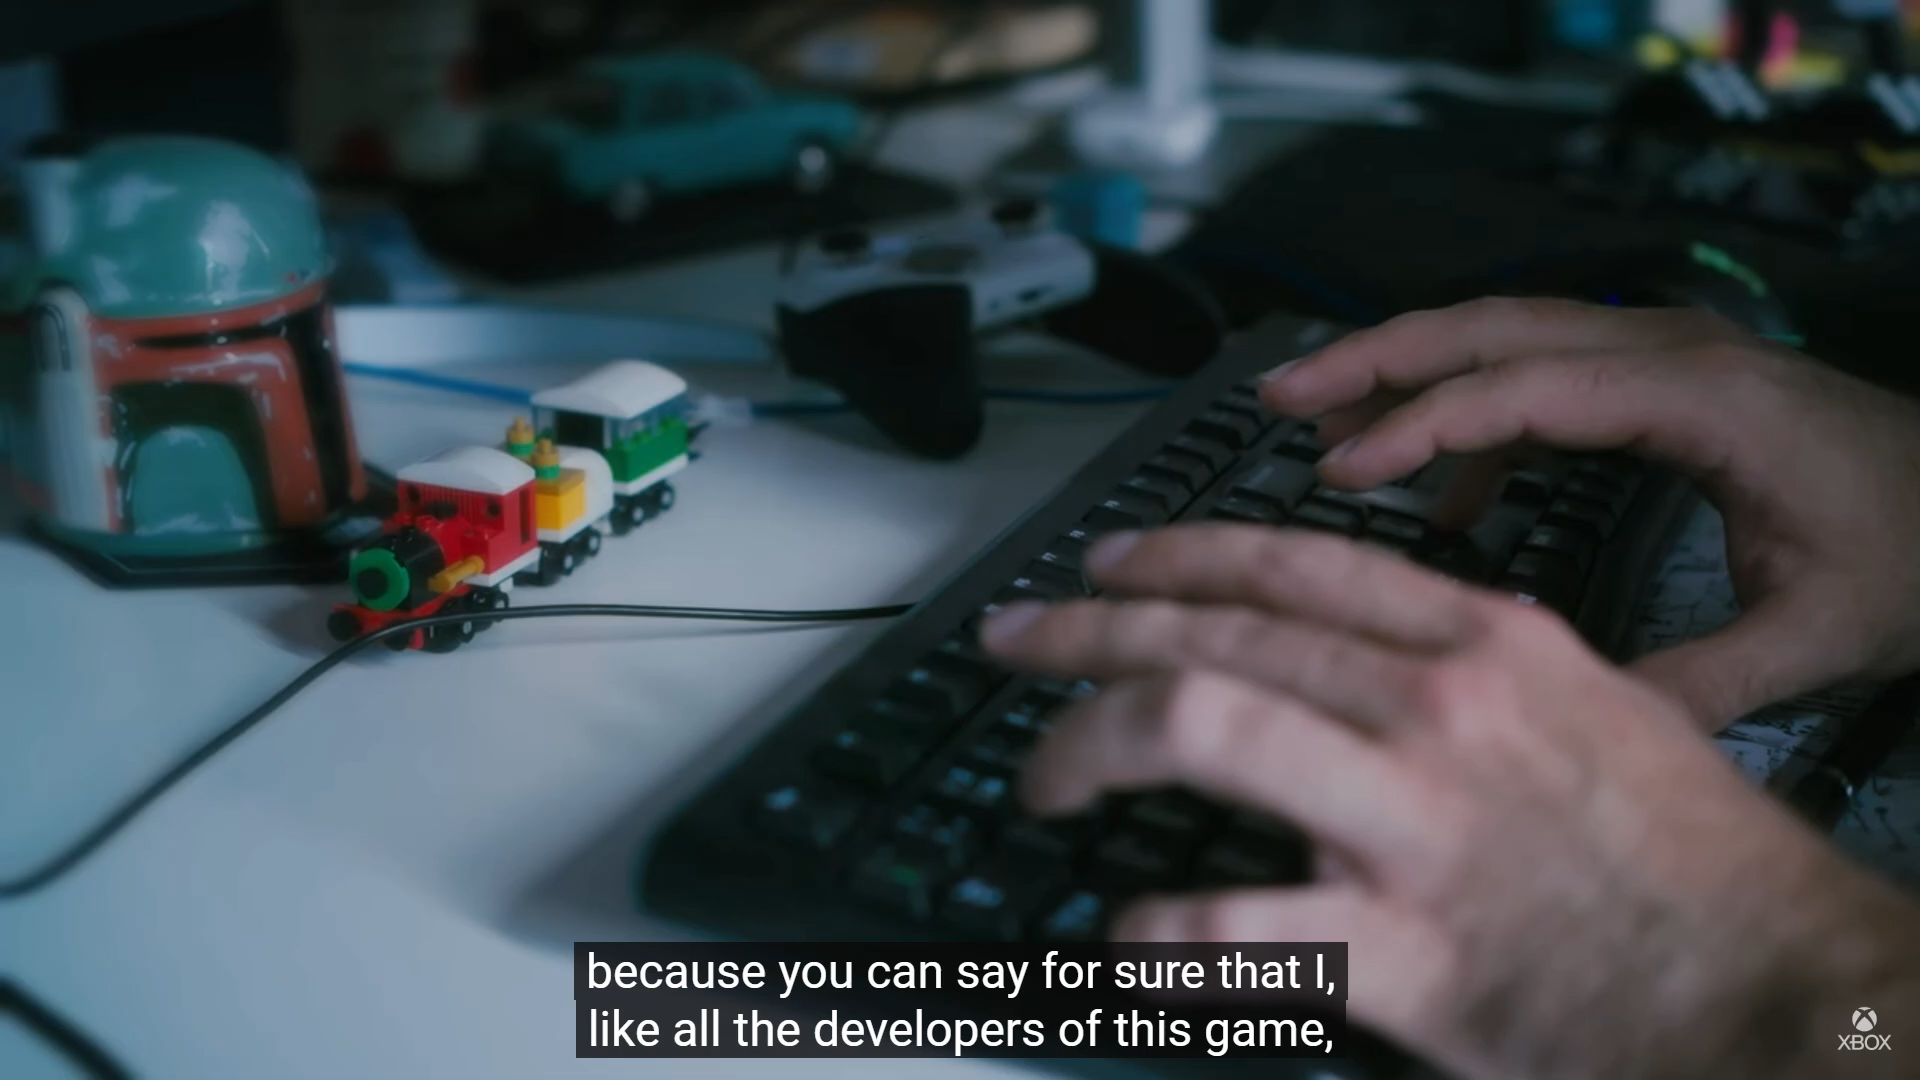 because you can say for sure that I,
like all the developers of this game,
XBOX